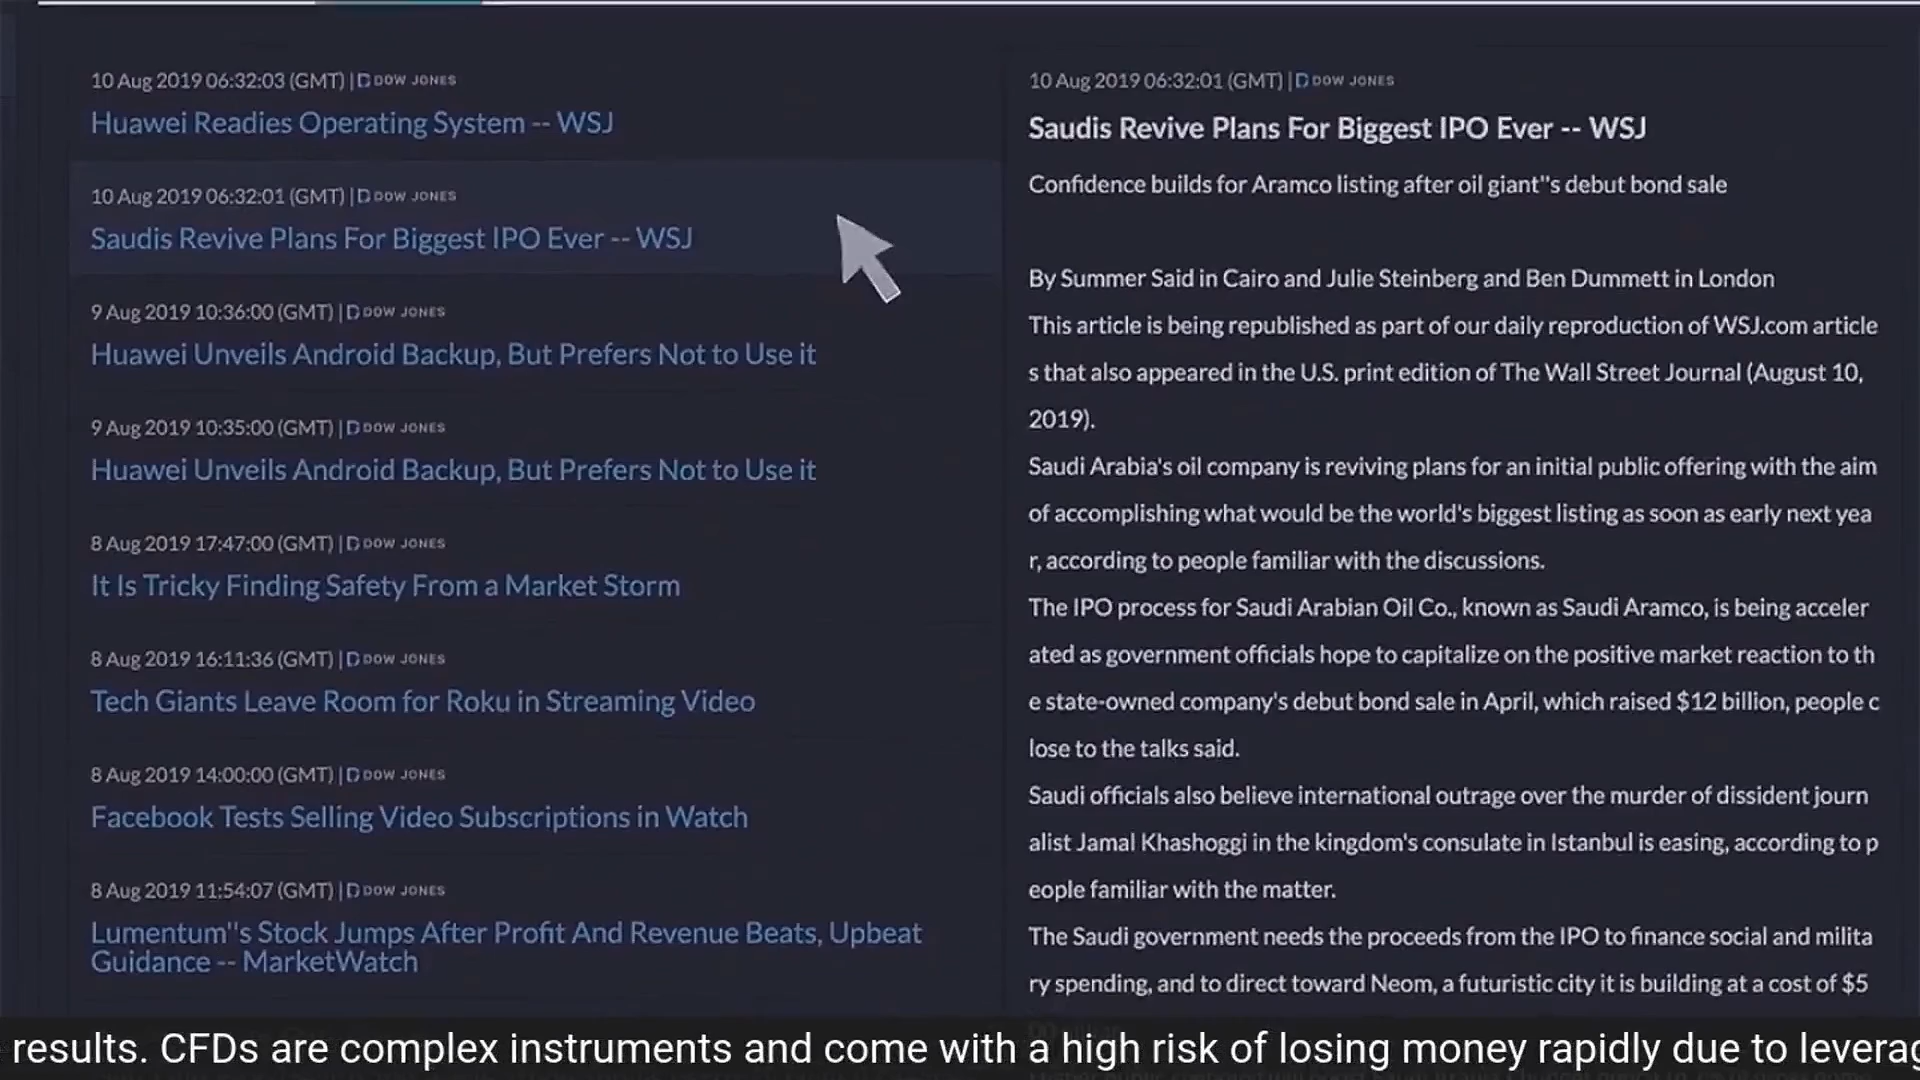 10 Aug 2019 06:32:03 (GMT) | DOW JONES
Huawei Readies Operating System -- WSJ
10 Aug 2019 06:32:01 (GMT) | DOW JONES
Saudis Revive Plans For Biggest IPO Ever -- WSJ
9 Aug 2019 10:36:00 (GMT) | DOW JONES
Huawei Unveils Android Backup, But Prefers Not to Use it
9 Aug 2019 10:35:00 (GMT) | DOW JONES
Huawei Unveils Android Backup, But Prefers Not to Use it
8 Aug 2019 17:47:00 (GMT) | DOW JONES
It Is Tricky Finding Safety From a Market Storm
8 Aug 2019 16:11:36 (GMT) | DOW JONES
Tech Giants Leave Room for Roku in Streaming Video
8 Aug 2019 14:00:00 (GMT) | DOW JONES
Facebook Tests Selling Video Subscriptions in Watch
8 Aug 2019 11:54:07 (GMT) | DOW JONES
Lumentum''s Stock Jumps After Profit And Revenue Beats, Upbeat
Guidance -- MarketWatch
10 Aug 2019 06:32:01 (GMT) | DOW JONES
Saudis Revive Plans For Biggest IPO Ever -- WSJ
Confidence builds for Aramco listing after oil giant''s debut bond sale
By Summer Said in Cairo and Julie Steinberg and Ben Dummett in London
This article is being republished as part of our daily reproduction of WSJ.com article
s that also appeared in the U.S. print edition of The Wall Street Journal (August 10,
2019).
Saudi Arabia's oil company is reviving plans for an initial public offering with the aim
of accomplishing what would be the world's biggest listing as soon as early next yea
r, according to people familiar with the discussions.
The IPO process for Saudi Arabian Oil Co., known as Saudi Aramco, is being acceler
ated as government officials hope to capitalize on the positive market reaction to th
e state-owned company's debut bond sale in April, which raised $12 billion, people c
lose to the talks said.
Saudi officials also believe international outrage over the murder of dissident journ
alist Jamal Khashoggi in the kingdom's consulate in Istanbul is easing, according to p
eople familiar with the matter.
The Saudi government needs the proceeds from the IPO to finance social and milita
ry spending, and to direct toward Neom, a futuristic city it is building at a cost of $5
results. CFDs are complex instruments and come with a high risk of losing money rapidly due to leverag